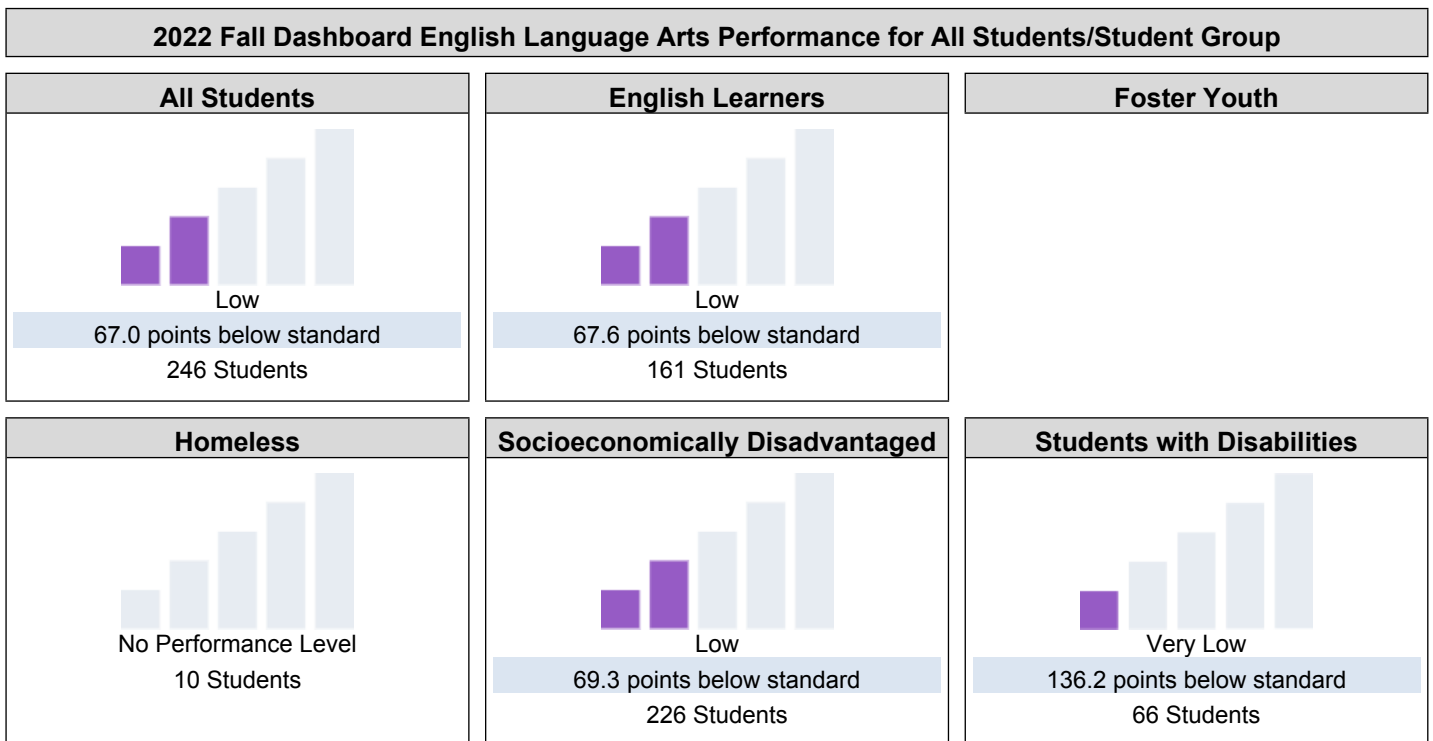 2022 Fall Dashboard English Language Arts Performance for All Students/Student Group
All Students
Low
67.0 points below standard
246 Students
English Learners
Low
67.6 points below standard
161 Students
Foster Youth
Homeless
No Performance Level
10 Students
Socioeconomically Disadvantaged
Low
69.3 points below standard
226 Students
Students with Disabilities
Very Low
136.2 points below standard
66 Students